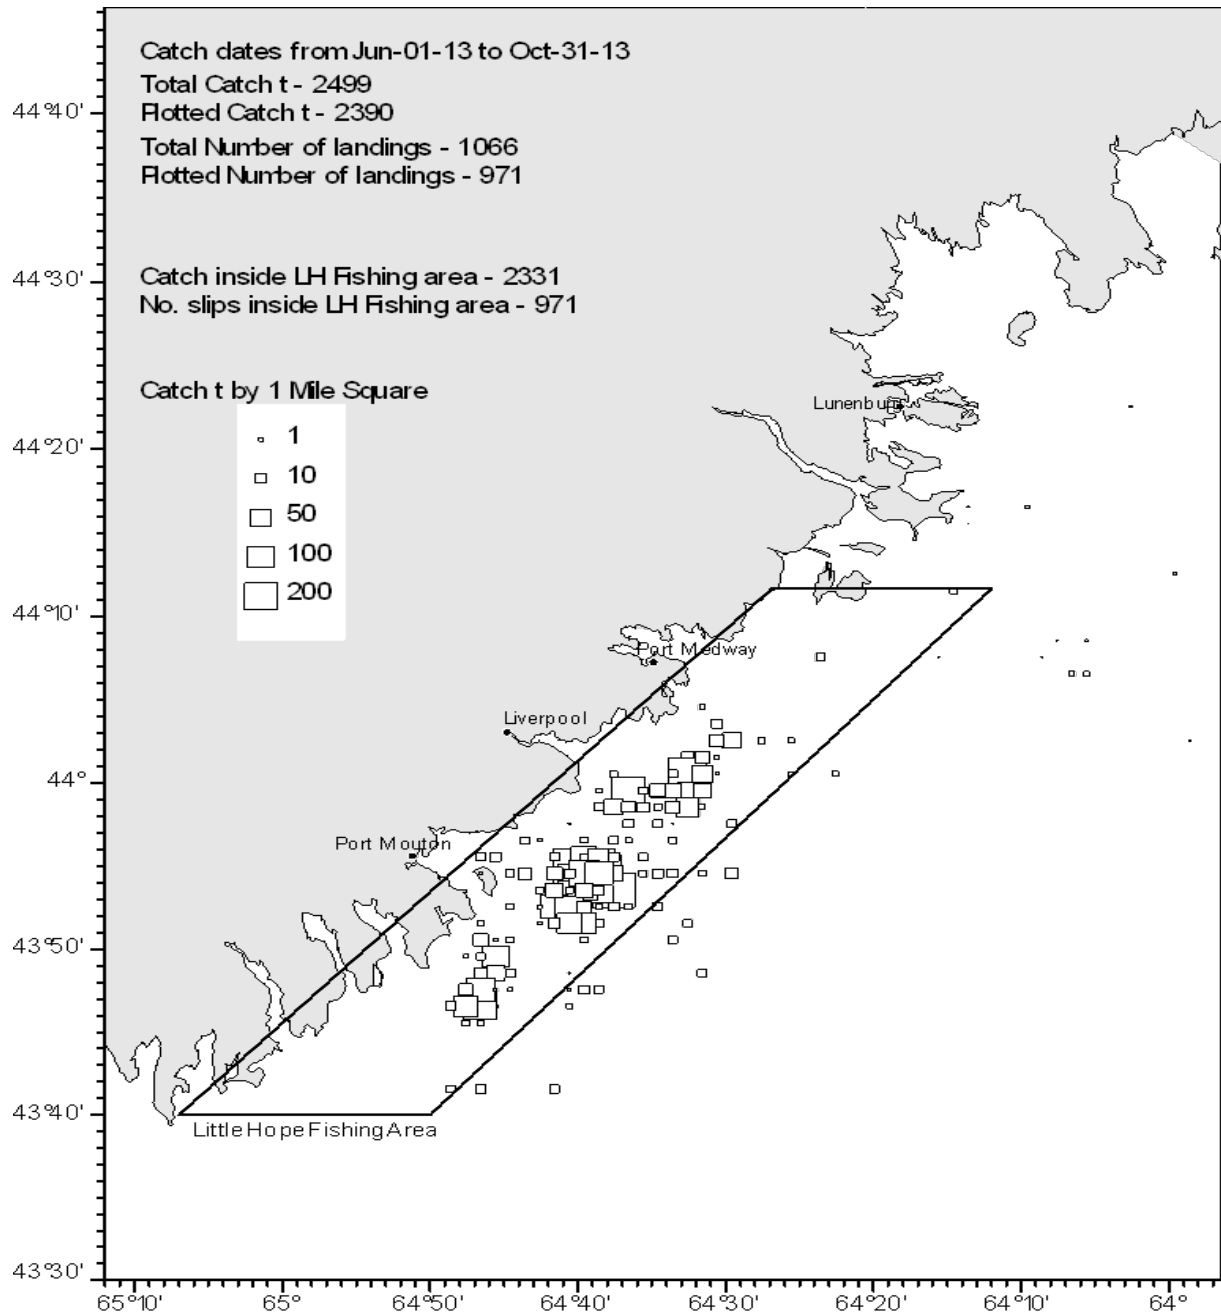 Catch dates from Jun-01-13 to Oct-31-13
Total Catch t - 2499
Plotted Catch t - 2390
Total Number of landings - 1066
Plotted Number of landings - 971
Catch inside LH Fishing area - 2331
No. slips inside LH Fishing area - 971
Catch t by 1 Mile Square
1
10
50
100
200
44°40'
44°30'
44°20'
44°10'
44°
43°50'
43°40'
43°30'
Lunenburg
Port Medway
Liverpool
Port Mouton
Little Hope Fishing Area
65°10' 65° 64°50' 64°40' 64°30' 64°20' 64°10' 64°